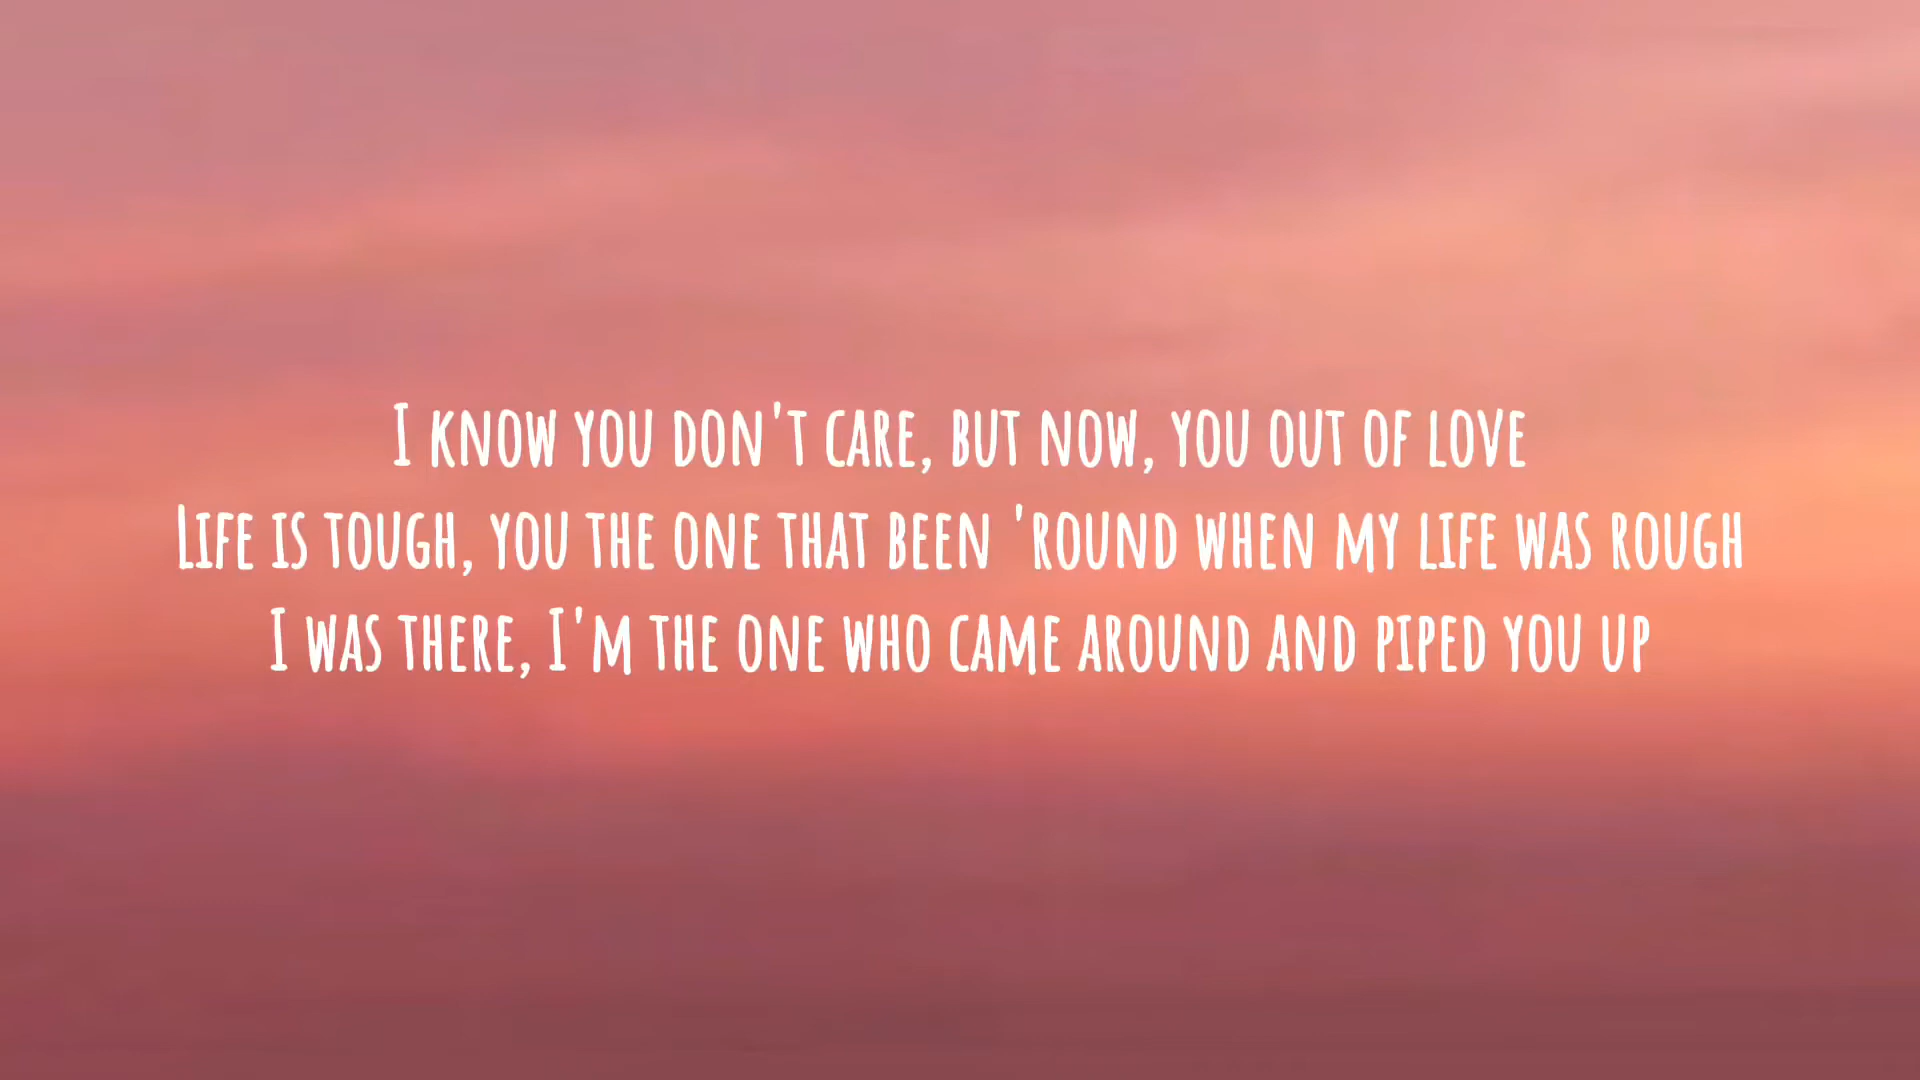 I know you don't care, but now, you out of love
Life is tough, you the one that been 'round when my life was rough
I was there, I'm the one who came around and piped you up